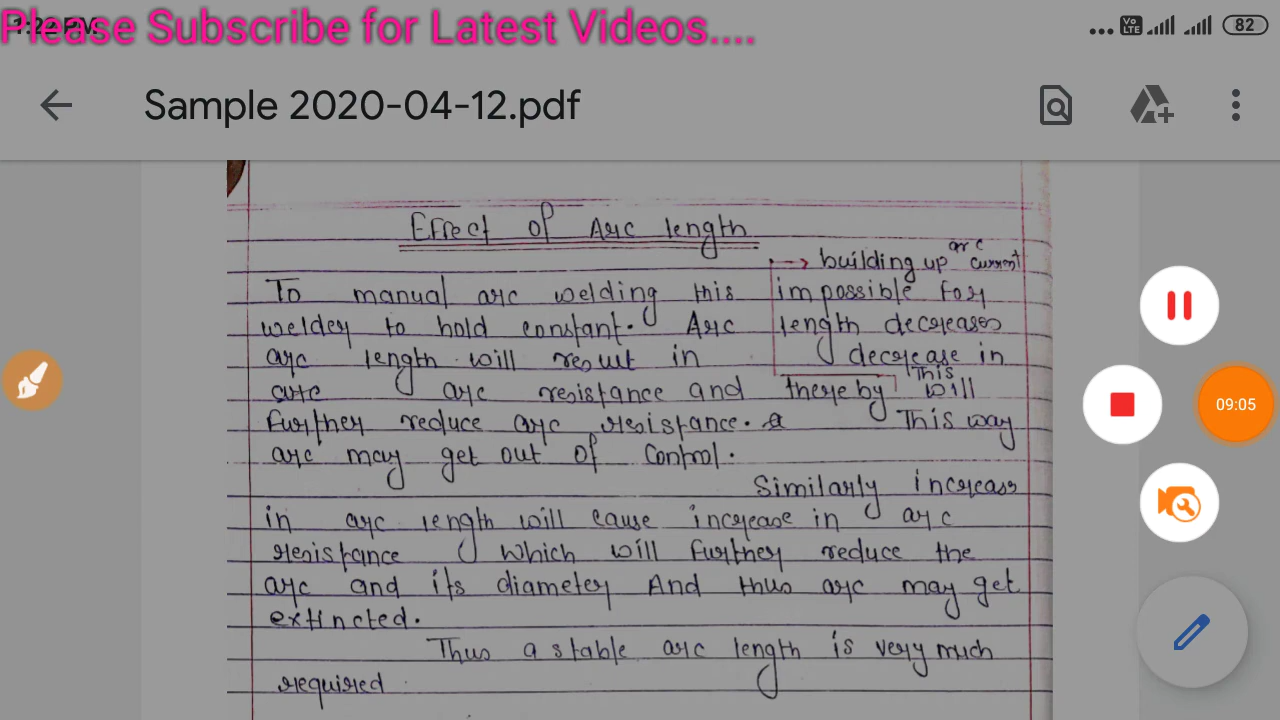 Please Subscribe for Latest Videos....
82
Sample 2020-04-12.pdf
Effect of Arc length
building up arc current
To manual arc welding this impossible for
welder to hold constant. Arc length decreases
arc length will result in decrease in
arc arc resistance and thereby This will
further reduce arc resistance. This way
arc may get out of Control.
Similarly increase
in arc length will cause increase in arc
resistance which will further reduce the
arc and its diameter And thus arc may get
extincted.
Thus a stable arc length is very much
required
09:05